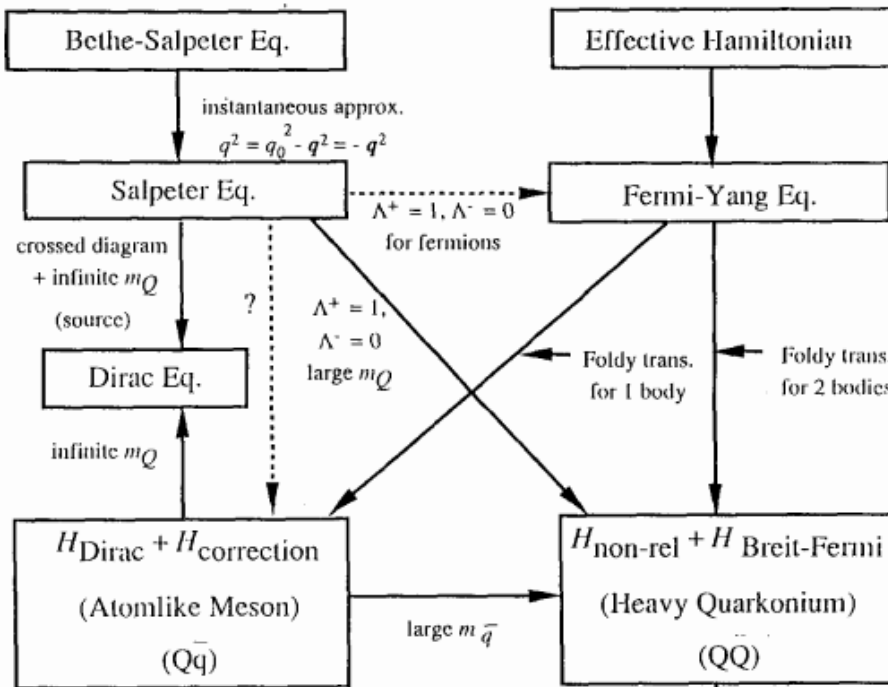 Bethe-Salpeter Eq.
Effective Hamiltonian
instantaneous approx.
q² = q₀² - q² = - q²
Salpeter Eq.
Λ⁺ = 1, Λ⁻ = 0
for fermions
Fermi-Yang Eq.
crossed diagram
+ infinite m_Q
(source)
?
Λ⁺ = 1,
Λ⁻ = 0
large m_Q
Dirac Eq.
Foldy trans.
for 1 body
Foldy trans.
for 2 bodies
infinite m_Q
H_Dirac + H_correction
(Atomlike Meson)
(Qq̄)
large m_q̄
H_non-rel + H_Breit-Fermi
(Heavy Quarkonium)
(QQ̄)